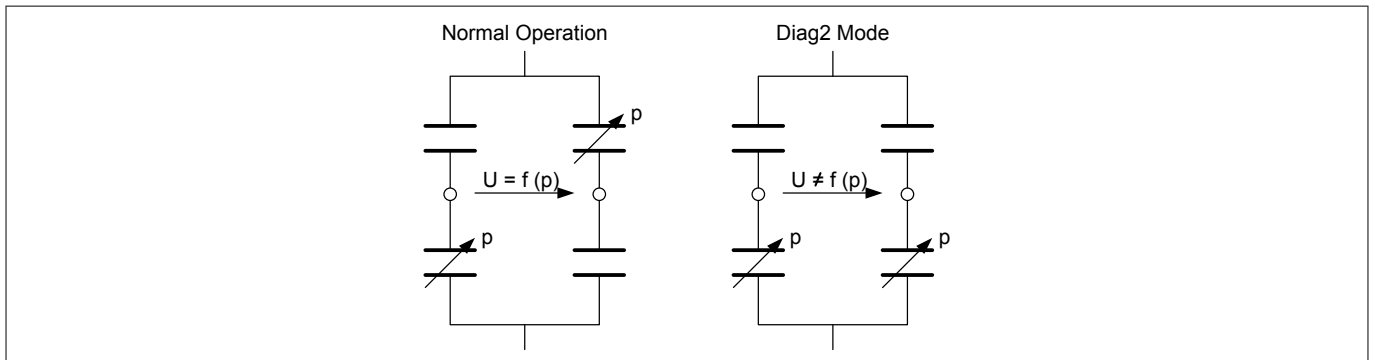 Normal Operation
Diag2 Mode
p
U = f (p)
U ≠ f (p)
p
p
p